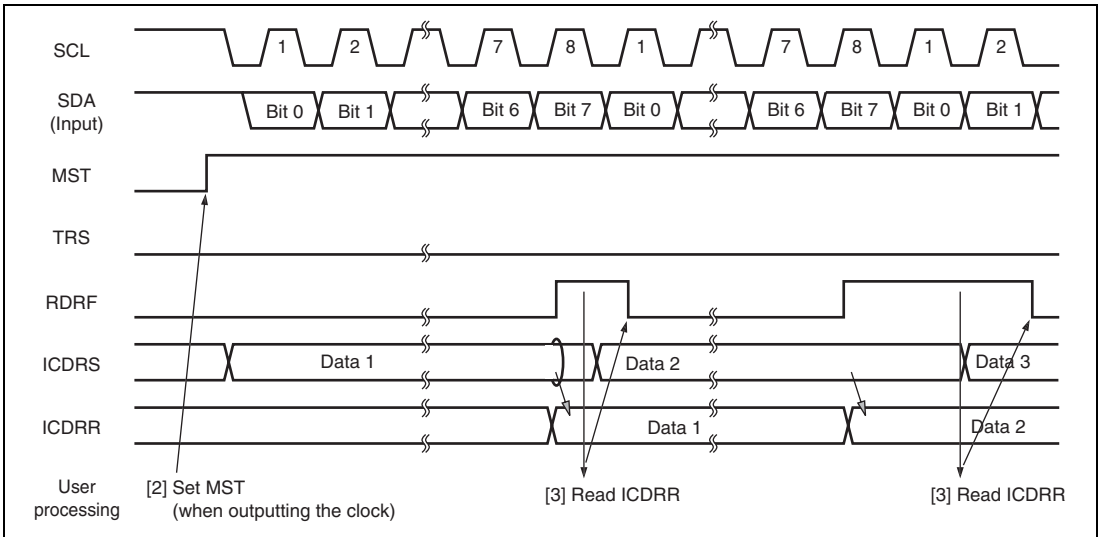 SCL 1 2 7 8 1 7 8 1 2
SDA
(Input)
Bit 0 Bit 1 Bit 6 Bit 7 Bit 0 Bit 6 Bit 7 Bit 0 Bit 1
MST
TRS
RDRF
ICDRS Data 1 Data 2 Data 3
ICDRR Data 1 Data 2
User
processing
[2] Set MST
(when outputting the clock)
[3] Read ICDRR
[3] Read ICDRR